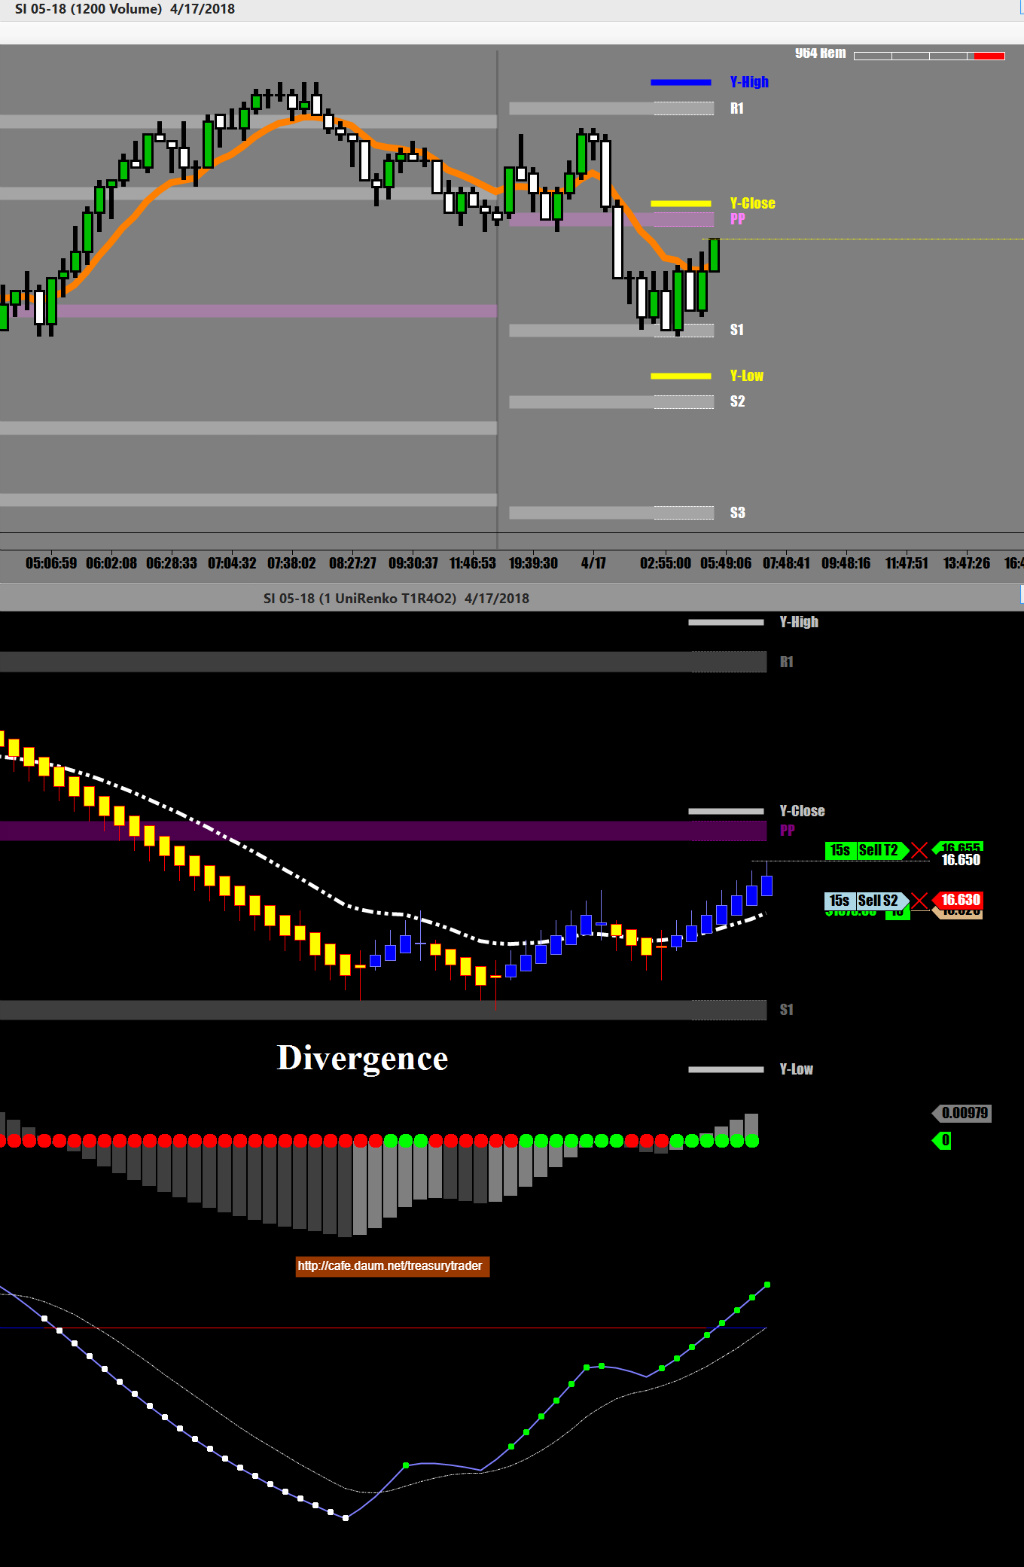 SI 05-18 (1200 Volume)  4/17/2018
964 Rem
Y-High
R1
Y-Close
PP
S1
Y-Low
S2
S3
05:06:59 06:02:08 06:28:33 07:04:32 07:38:02 08:27:27 09:30:37 11:46:53 19:39:30 4/17 02:55:00 05:49:06 07:48:41 09:48:16 11:47:51 13:47:26
SI 05-18 (1 UniRenko T1R4O2)  4/17/2018
Y-High
R1
Y-Close
PP
15s Sell T2 16.655
16.650
15s Sell S2 16.630
S1
Divergence
Y-Low
0.00979
0
http://cafe.daum.net/treasurytrader